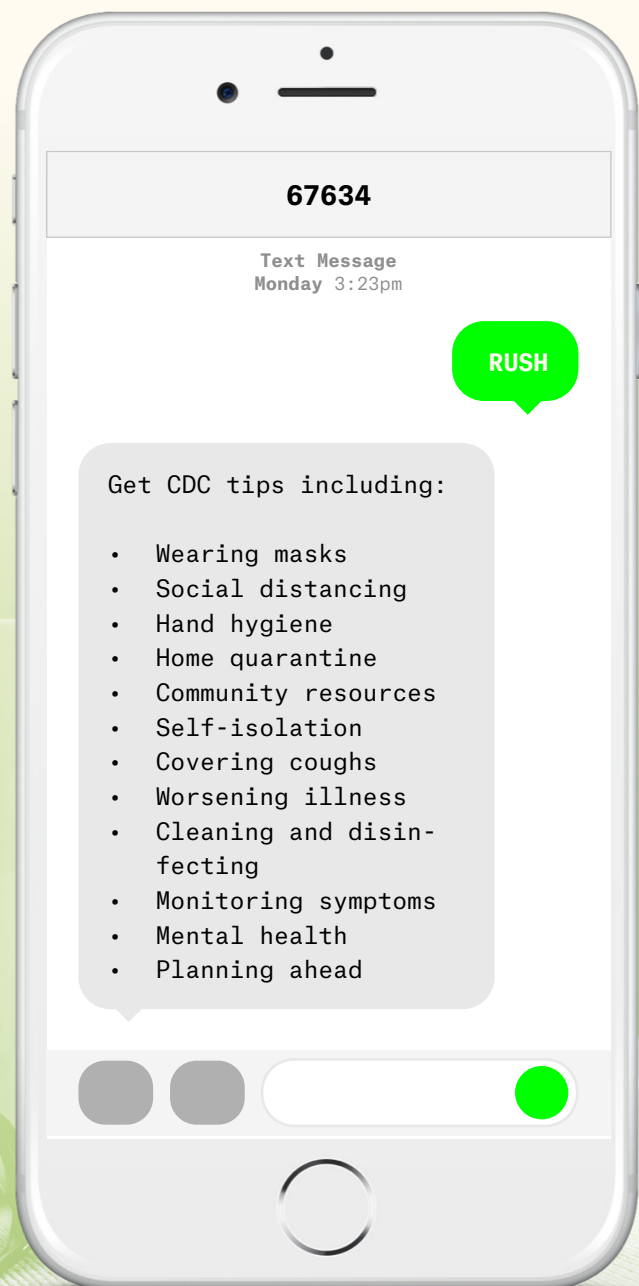 67634
Text Message
Monday 3:23pm
RUSH
Get CDC tips including:
• Wearing masks
• Social distancing
• Hand hygiene
• Home quarantine
• Community resources
• Self-isolation
• Covering coughs
• Worsening illness
• Cleaning and disin-
fecting
• Monitoring symptoms
• Mental health
• Planning ahead